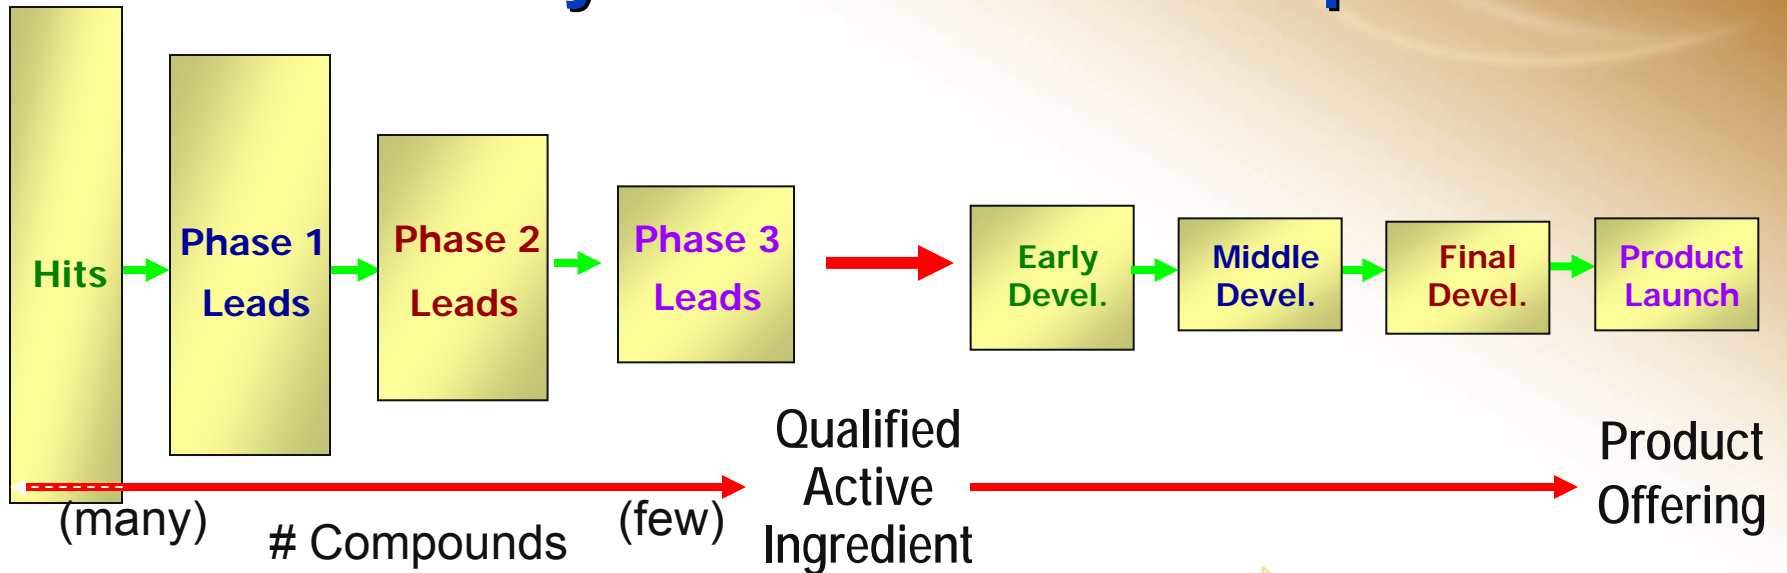 Hits
Phase 1
Leads
Phase 2
Leads
Phase 3
Leads
Early
Devel.
Middle
Devel.
Final
Devel.
Product
Launch
(many)
# Compounds
(few)
Qualified
Active
Ingredient
Product
Offering